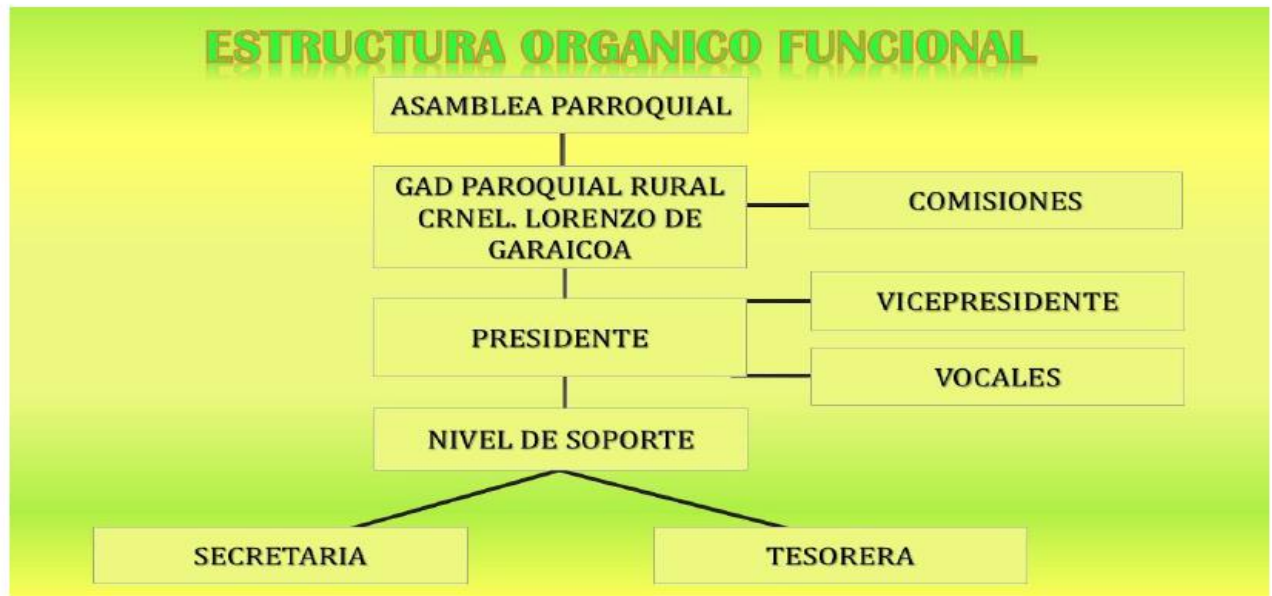 ESTRUCTURA ORGANICO FUNCIONAL
ASAMBLEA PARROQUIAL
GAD PAROQUIAL RURAL
CRNEL. LORENZO DE
GARAICOA
COMISIONES
VICEPRESIDENTE
PRESIDENTE
VOCALES
NIVEL DE SOPORTE
SECRETARIA
TESORERA